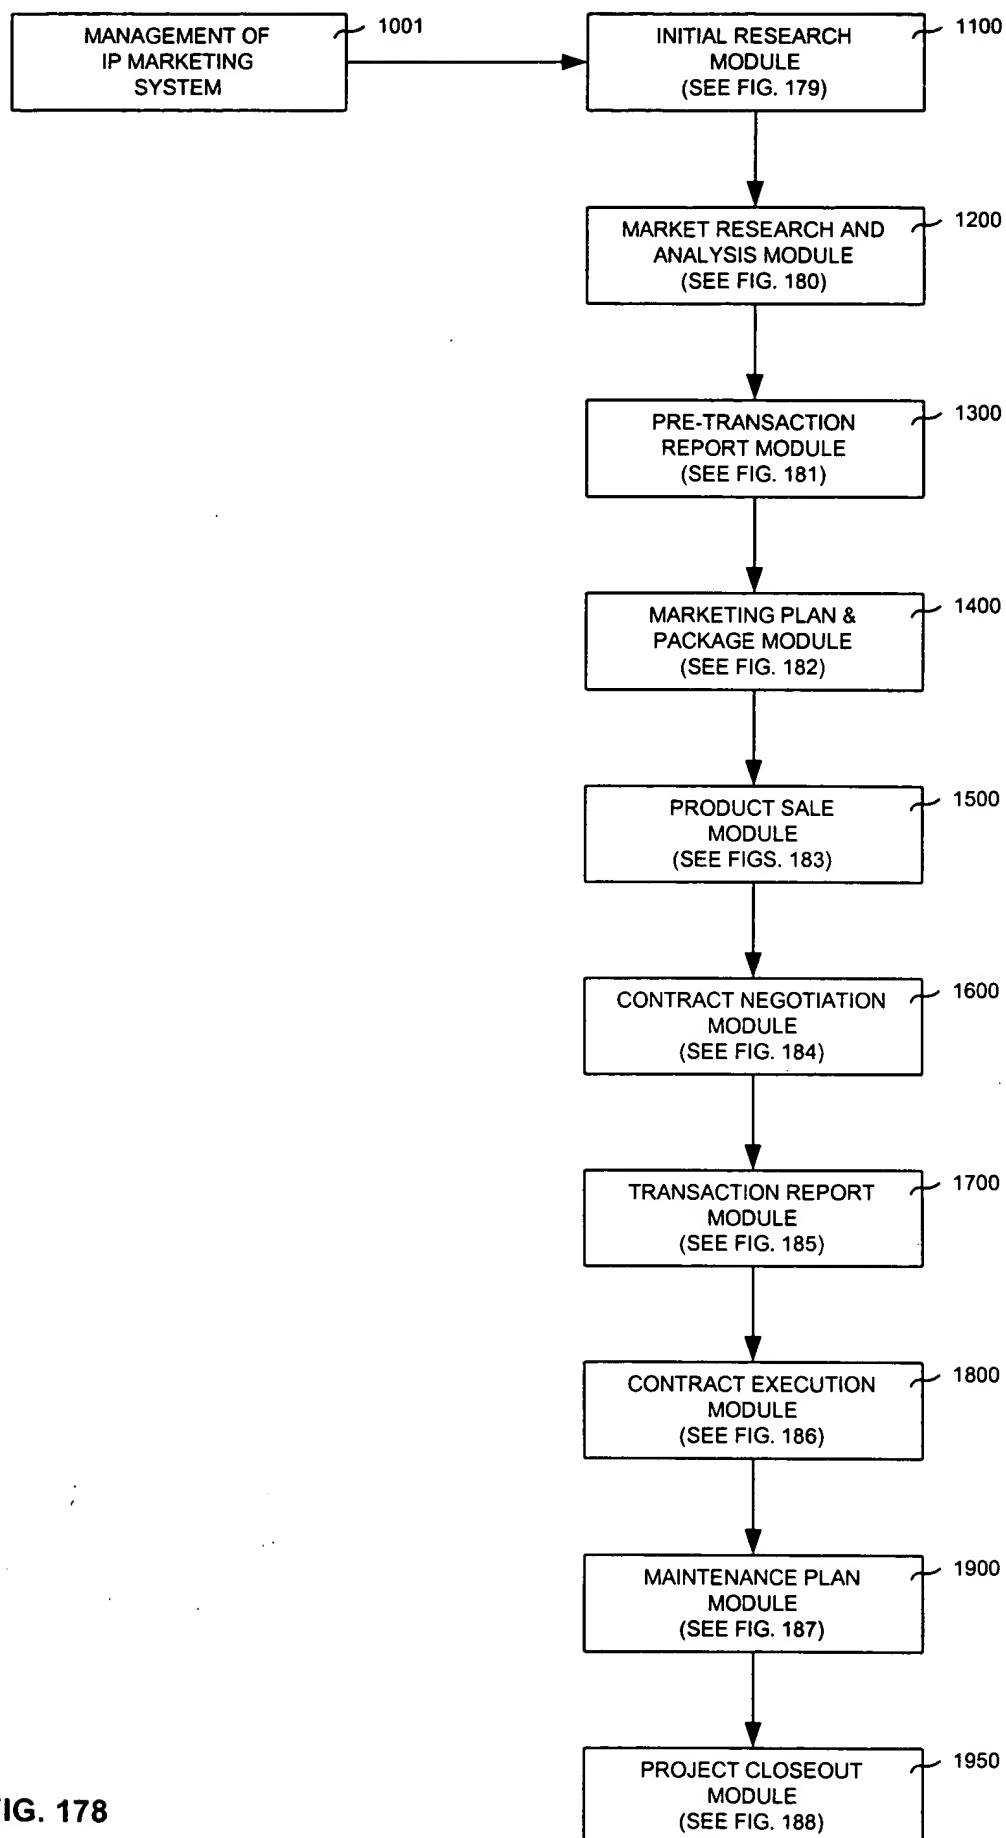 MANAGEMENT OF
IP MARKETING
SYSTEM
1001
INITIAL RESEARCH
MODULE
(SEE FIG. 179)
1100
MARKET RESEARCH AND
ANALYSIS MODULE
(SEE FIG. 180)
1200
PRE-TRANSACTION
REPORT MODULE
(SEE FIG. 181)
1300
MARKETING PLAN &
PACKAGE MODULE
(SEE FIG. 182)
1400
PRODUCT SALE
MODULE
(SEE FIGS. 183)
1500
CONTRACT NEGOTIATION
MODULE
(SEE FIG. 184)
1600
TRANSACTION REPORT
MODULE
(SEE FIG. 185)
1700
CONTRACT EXECUTION
MODULE
(SEE FIG. 186)
1800
MAINTENANCE PLAN
MODULE
(SEE FIG. 187)
1900
PROJECT CLOSEOUT
MODULE
(SEE FIG. 188)
1950
FIG. 178